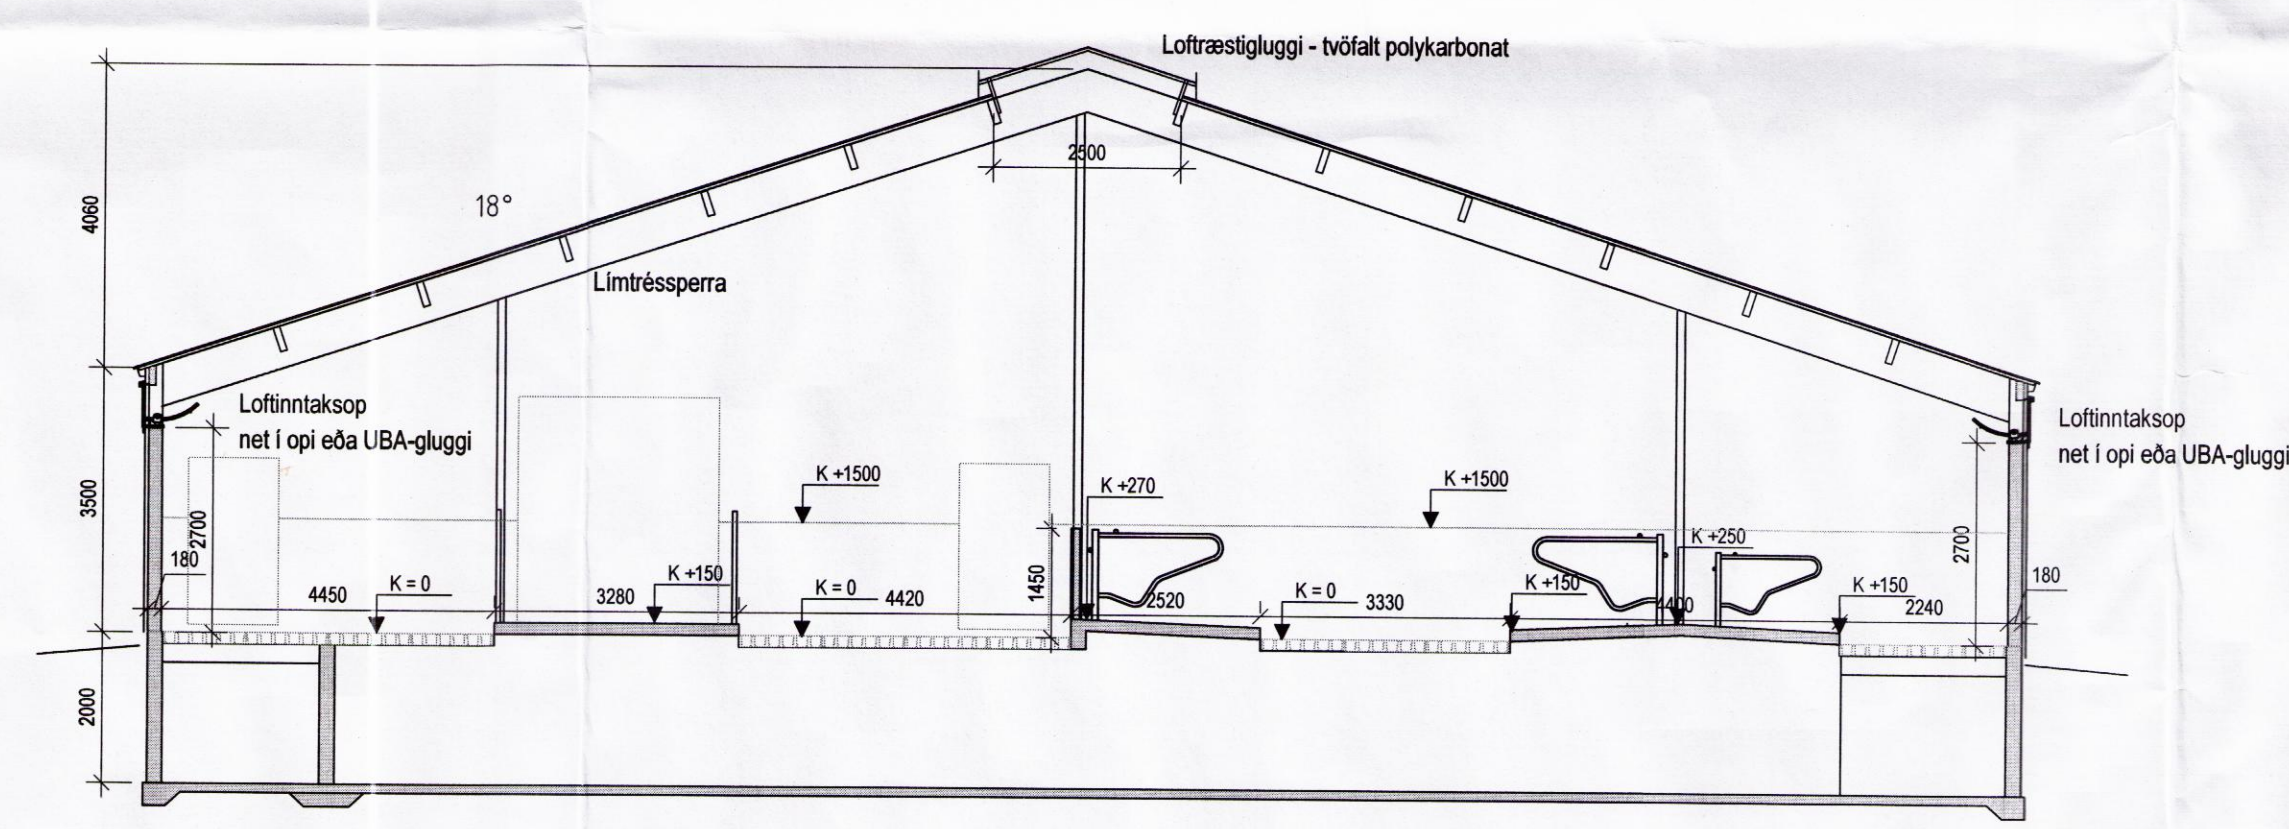 Loftræstigluggi - tvöfalt polykarbonat
2500
4060
18°
Límtréssperra
Loftinntaksop
net í opi eða UBA-gluggi
Loftinntaksop
net í opi eða UBA-gluggi
3500
2700
180
K +1500
K +270
K +1500
K +250
2700
180
4450
K = 0
3280
K +150
K = 0
4420
1450
2520
K = 0
3330
K +150
4400
K +150
2240
2000